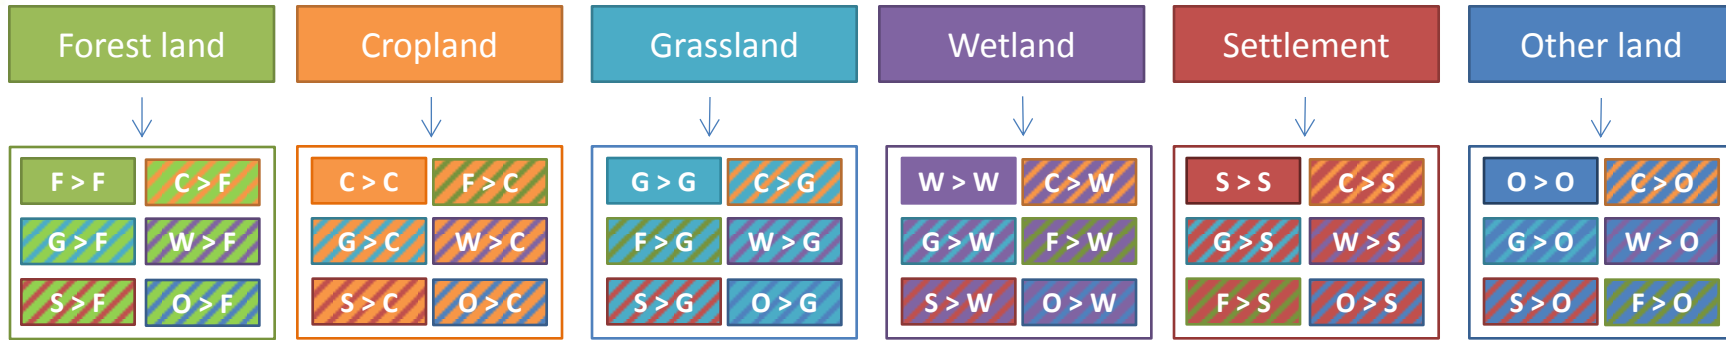 Forest land
Cropland
Grassland
Wetland
Settlement
Other land
F > F
C > F
G > F
W > F
S > F
O > F
C > C
F > C
G > C
W > C
S > C
O > C
G > G
C > G
F > G
W > G
S > G
O > G
W > W
C > W
G > W
F > W
S > W
O > W
S > S
C > S
G > S
W > S
F > S
O > S
O > O
C > O
G > O
W > O
S > O
F > O